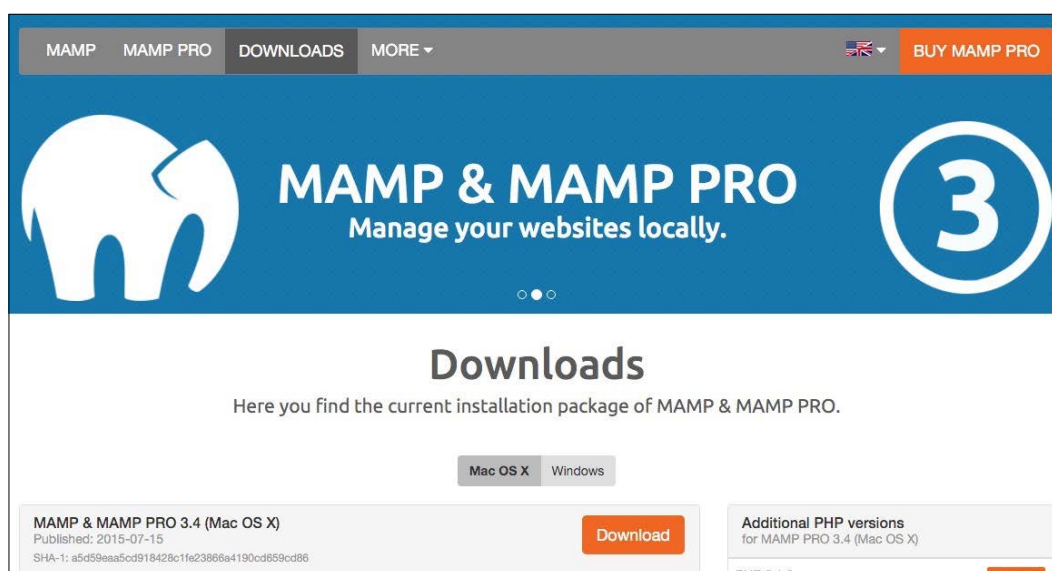 MAMP MAMP PRO DOWNLOADS MORE BUY MAMP PRO
MAMP & MAMP PRO
Manage your websites locally.
3
Downloads
Here you find the current installation package of MAMP & MAMP PRO.
Mac OS X Windows
MAMP & MAMP PRO 3.4 (Mac OS X)
Published: 2015-07-15
SHA-1: a5d59eaa5cd918428c1fe23866a4190cd659cd86
Download
Additional PHP versions
for MAMP PRO 3.4 (Mac OS X)